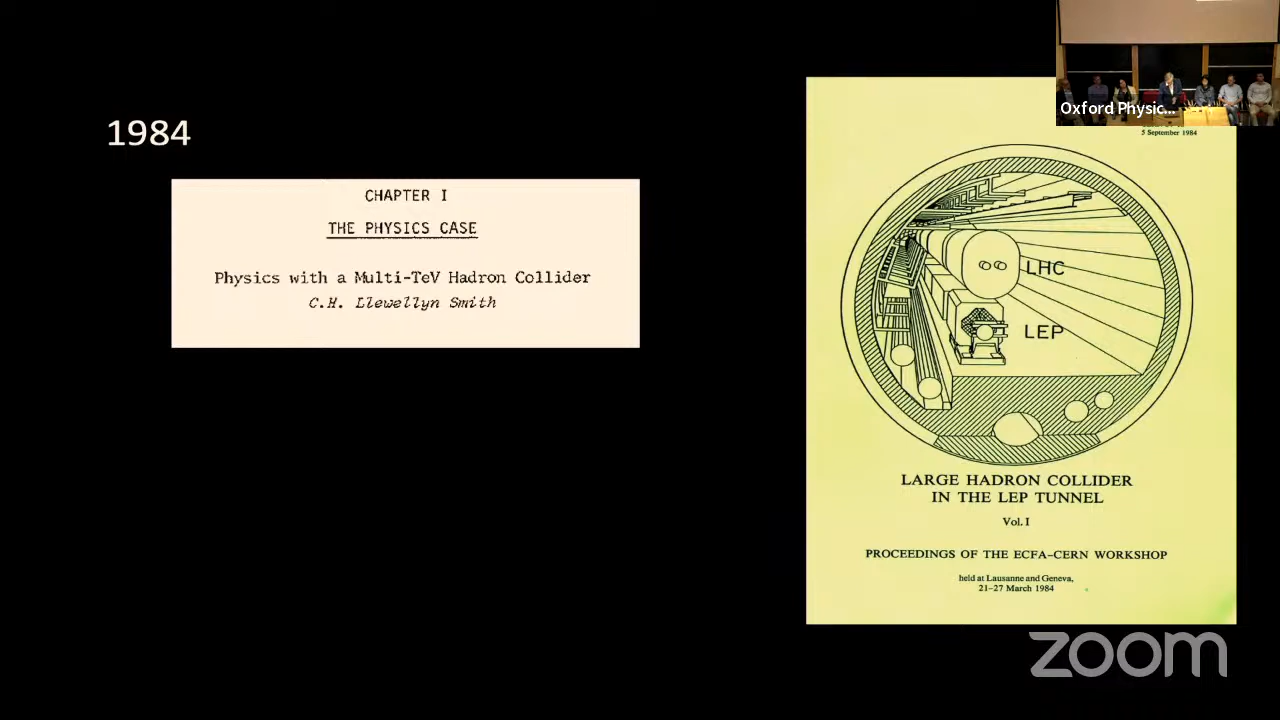 1984
CHAPTER I
THE PHYSICS CASE
Physics with a Multi-TeV Hadron Collider
C.H. Llewellyn Smith
Oxford Physic...
5 September 1984
LHC
LEP
LARGE HADRON COLLIDER
IN THE LEP TUNNEL
Vol. I
PROCEEDINGS OF THE ECFA-CERN WORKSHOP
held at Lausanne and Geneva,
21-27 March 1984
zoom